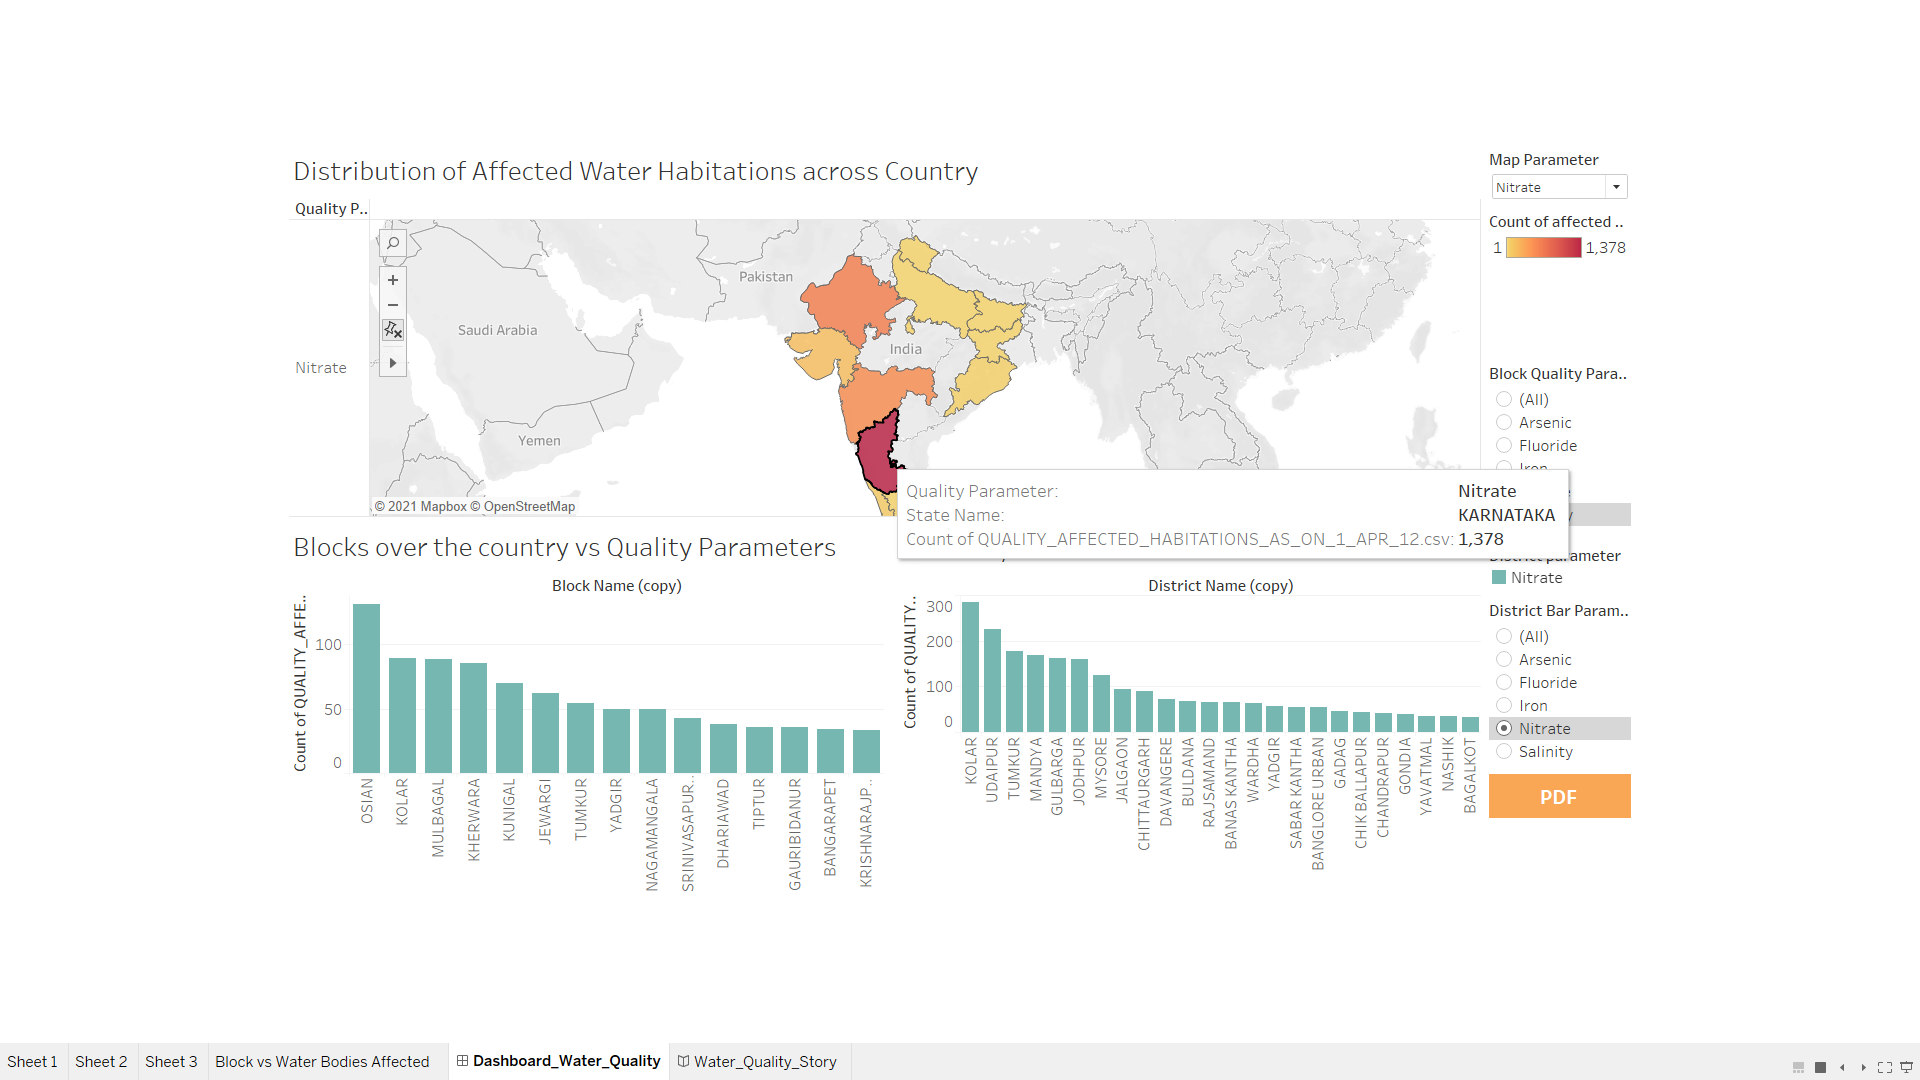 Distribution of Affected Water Habitations across Country
Quality P..
Nitrate
Pakistan
Saudi Arabia
India
Yemen
© 2021 Mapbox © OpenStreetMap
Quality Parameter: Nitrate
State Name: KARNATAKA
Count of QUALITY_AFFECTED_HABITATIONS_AS_ON_1_APR_12.csv: 1,378
Map Parameter
Nitrate
Count of affected ..
1 1,378
Block Quality Para..
(All)
Arsenic
Fluoride
Iron
District parameter
Nitrate
District Bar Param..
(All)
Arsenic
Fluoride
Iron
Nitrate
Salinity
PDF
Blocks over the country vs Quality Parameters
Block Name (copy)
Count of QUALITY_AFFE..
100
50
0
OSIAN
KOLAR
MULBAGAL
KHERWARA
KUNIGAL
JEWARGI
TUMKUR
YADGIR
NAGAMANGALA
SRINIVASAPUR..
DHARIAWAD
TIPTUR
GAURIBIDANUR
BANGARAPET
KRISHNARAJP..
District Name (copy)
Count of QUALITY..
300
200
100
0
KOLAR
UDAIPUR
TUMKUR
MANDYA
GULBARGA
JODHPUR
MYSORE
JALGAON
CHITTAURGARH
DAVANGERE
BULDANA
RAJSAMAND
BANAS KANTHA
WARDHA
YADGIR
SABAR KANTHA
BANGLORE URBAN
GADAG
CHIK BALLAPUR
CHANDRAPUR
GONDIA
YAVATMAL
NASHIK
BAGALKOT
Sheet 1
Sheet 2
Sheet 3
Block vs Water Bodies Affected
Dashboard_Water_Quality
Water_Quality_Story